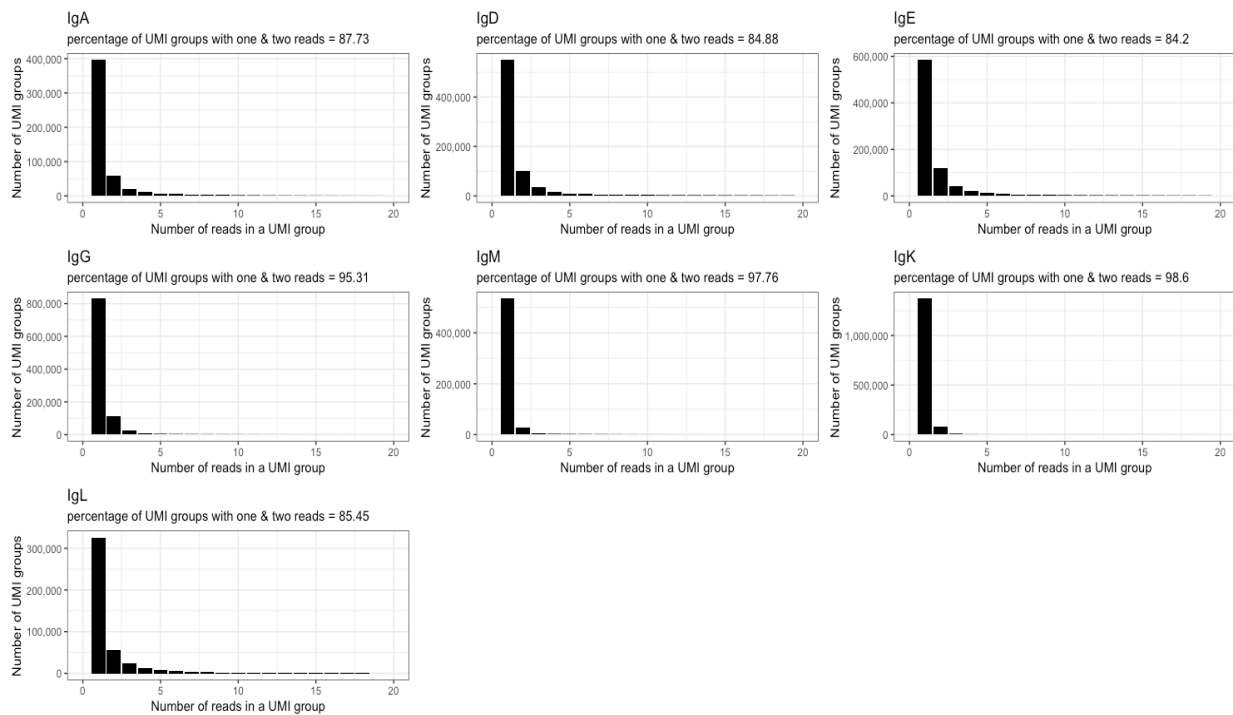 IgA
percentage of UMI groups with one & two reads = 87.73
Number of UMI groups
400,000
300,000
200,000
100,000
0
0 5 10 15 20
Number of reads in a UMI group
IgD
percentage of UMI groups with one & two reads = 84.88
Number of UMI groups
400,000
200,000
0
0 5 10 15 20
Number of reads in a UMI group
IgE
percentage of UMI groups with one & two reads = 84.2
Number of UMI groups
600,000
400,000
200,000
0
0 5 10 15 20
Number of reads in a UMI group
IgG
percentage of UMI groups with one & two reads = 95.31
Number of UMI groups
800,000
600,000
400,000
200,000
0
0 5 10 15 20
Number of reads in a UMI group
IgM
percentage of UMI groups with one & two reads = 97.76
Number of UMI groups
400,000
200,000
0
0 5 10 15 20
Number of reads in a UMI group
IgK
percentage of UMI groups with one & two reads = 98.6
Number of UMI groups
1,000,000
500,000
0
0 5 10 15 20
Number of reads in a UMI group
IgL
percentage of UMI groups with one & two reads = 85.45
Number of UMI groups
300,000
200,000
100,000
0
0 5 10 15 20
Number of reads in a UMI group